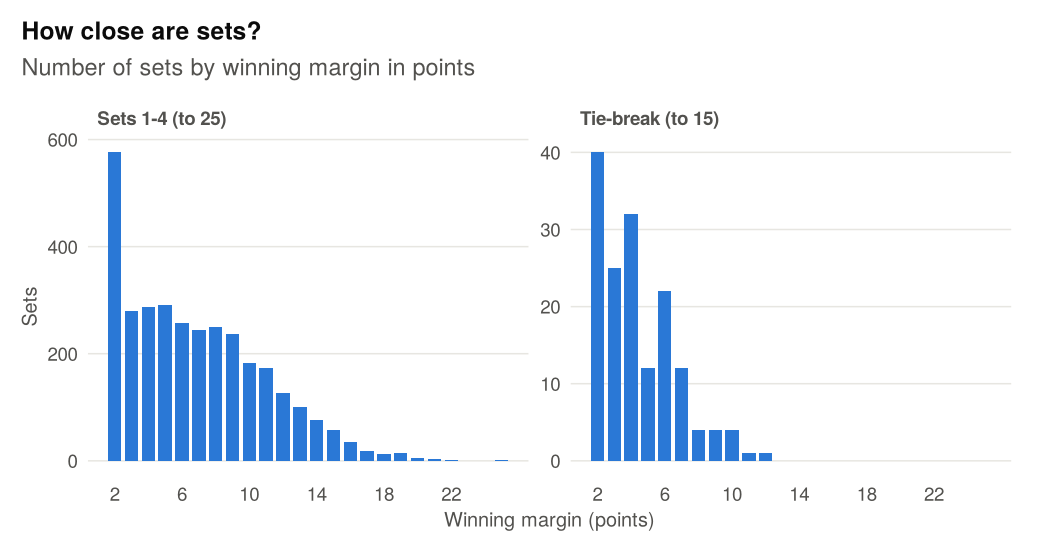 How close are sets?
Number of sets by winning margin in points
Sets 1-4 (to 25)
Tie-break (to 15)
Sets
600
400
200
0
40
30
20
10
0
2 6 10 14 18 22
2 6 10 14 18 22
Winning margin (points)